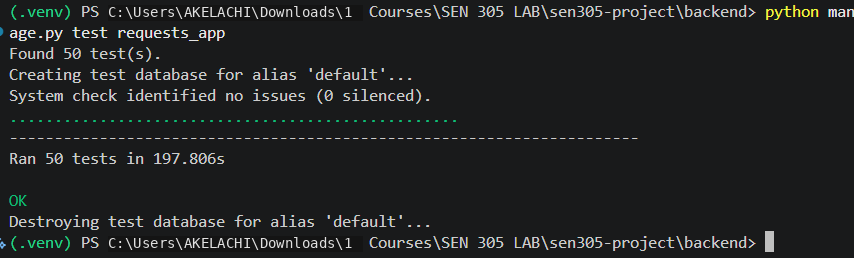 (.venv) PS C:\Users\AKELACHI\Downloads\1  Courses\SEN 305 LAB\sen305-project\backend> python man
age.py test requests_app
Found 50 test(s).
Creating test database for alias 'default'...
System check identified no issues (0 silenced).
..................................................
----------------------------------------------------------------------
Ran 50 tests in 197.806s
OK
Destroying test database for alias 'default'...
(.venv) PS C:\Users\AKELACHI\Downloads\1  Courses\SEN 305 LAB\sen305-project\backend>